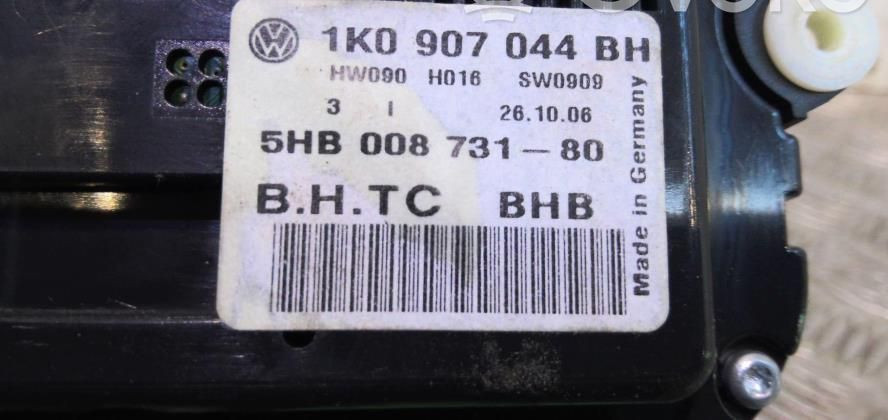 1K0 907 044 BH
HW090 H016 SW0909
3 I 26.10.06
5HB 008 731-80
B.H.TC BHB
Made in Germany